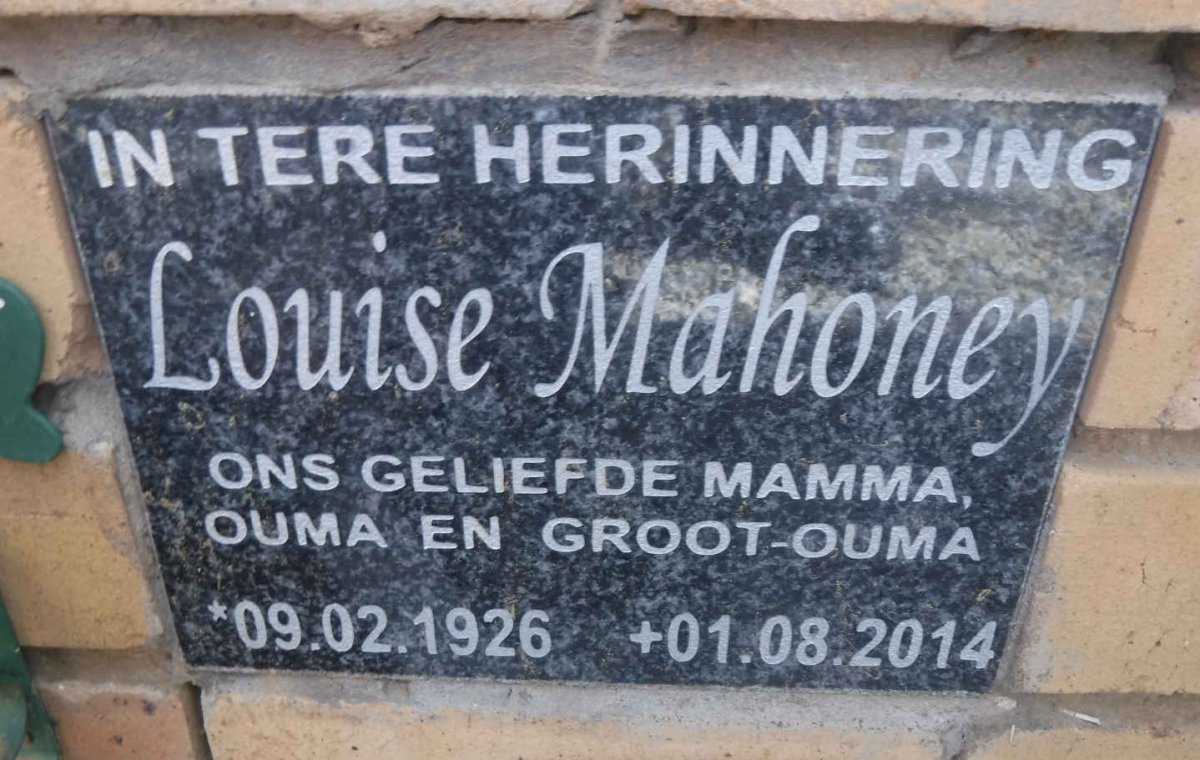 IN TERE HERINNERING
Louise Mahoney
ONS GELIEFDE MAMMA,
OUMA EN GROOT-OUMA
*09.02.1926 +01.08.2014